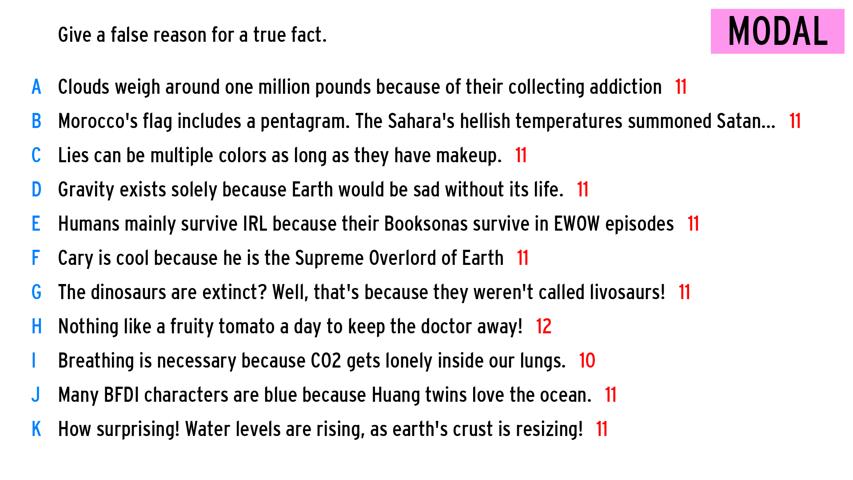 Give a false reason for a true fact.
MODAL
A Clouds weigh around one million pounds because of their collecting addiction 11
B Morocco's flag includes a pentagram. The Sahara's hellish temperatures summoned Satan... 11
C Lies can be multiple colors as long as they have makeup. 11
D Gravity exists solely because Earth would be sad without its life. 11
E Humans mainly survive IRL because their Booksonas survive in EWOW episodes 11
F Cary is cool because he is the Supreme Overlord of Earth 11
G The dinosaurs are extinct? Well, that's because they weren't called livosaurs! 11
H Nothing like a fruity tomato a day to keep the doctor away! 12
I Breathing is necessary because CO2 gets lonely inside our lungs. 10
J Many BFDI characters are blue because Huang twins love the ocean. 11
K How surprising! Water levels are rising, as earth's crust is resizing! 11